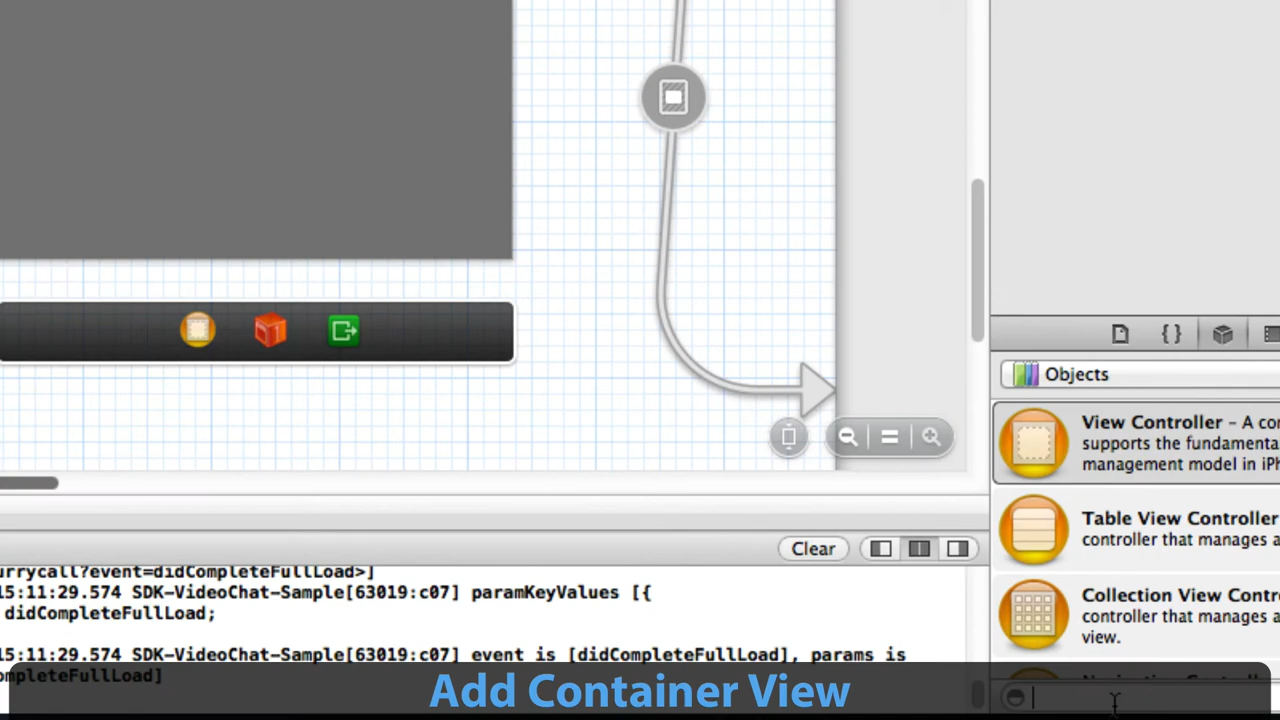 Objects
View Controller – A co
supports the fundamenta
management model in iPh
Table View Controller
controller that manages a
Collection View Contro
controller that manages a
view.
Clear
urrycall?event=didCompleteFullLoad>]
15:11:29.574 SDK-VideoChat-Sample[63019:c07] paramKeyValues [{
didCompleteFullLoad;
15:11:29.574 SDK-VideoChat-Sample[63019:c07] event is [didCompleteFullLoad], params is
ompleteFullLoad]
Add Container View